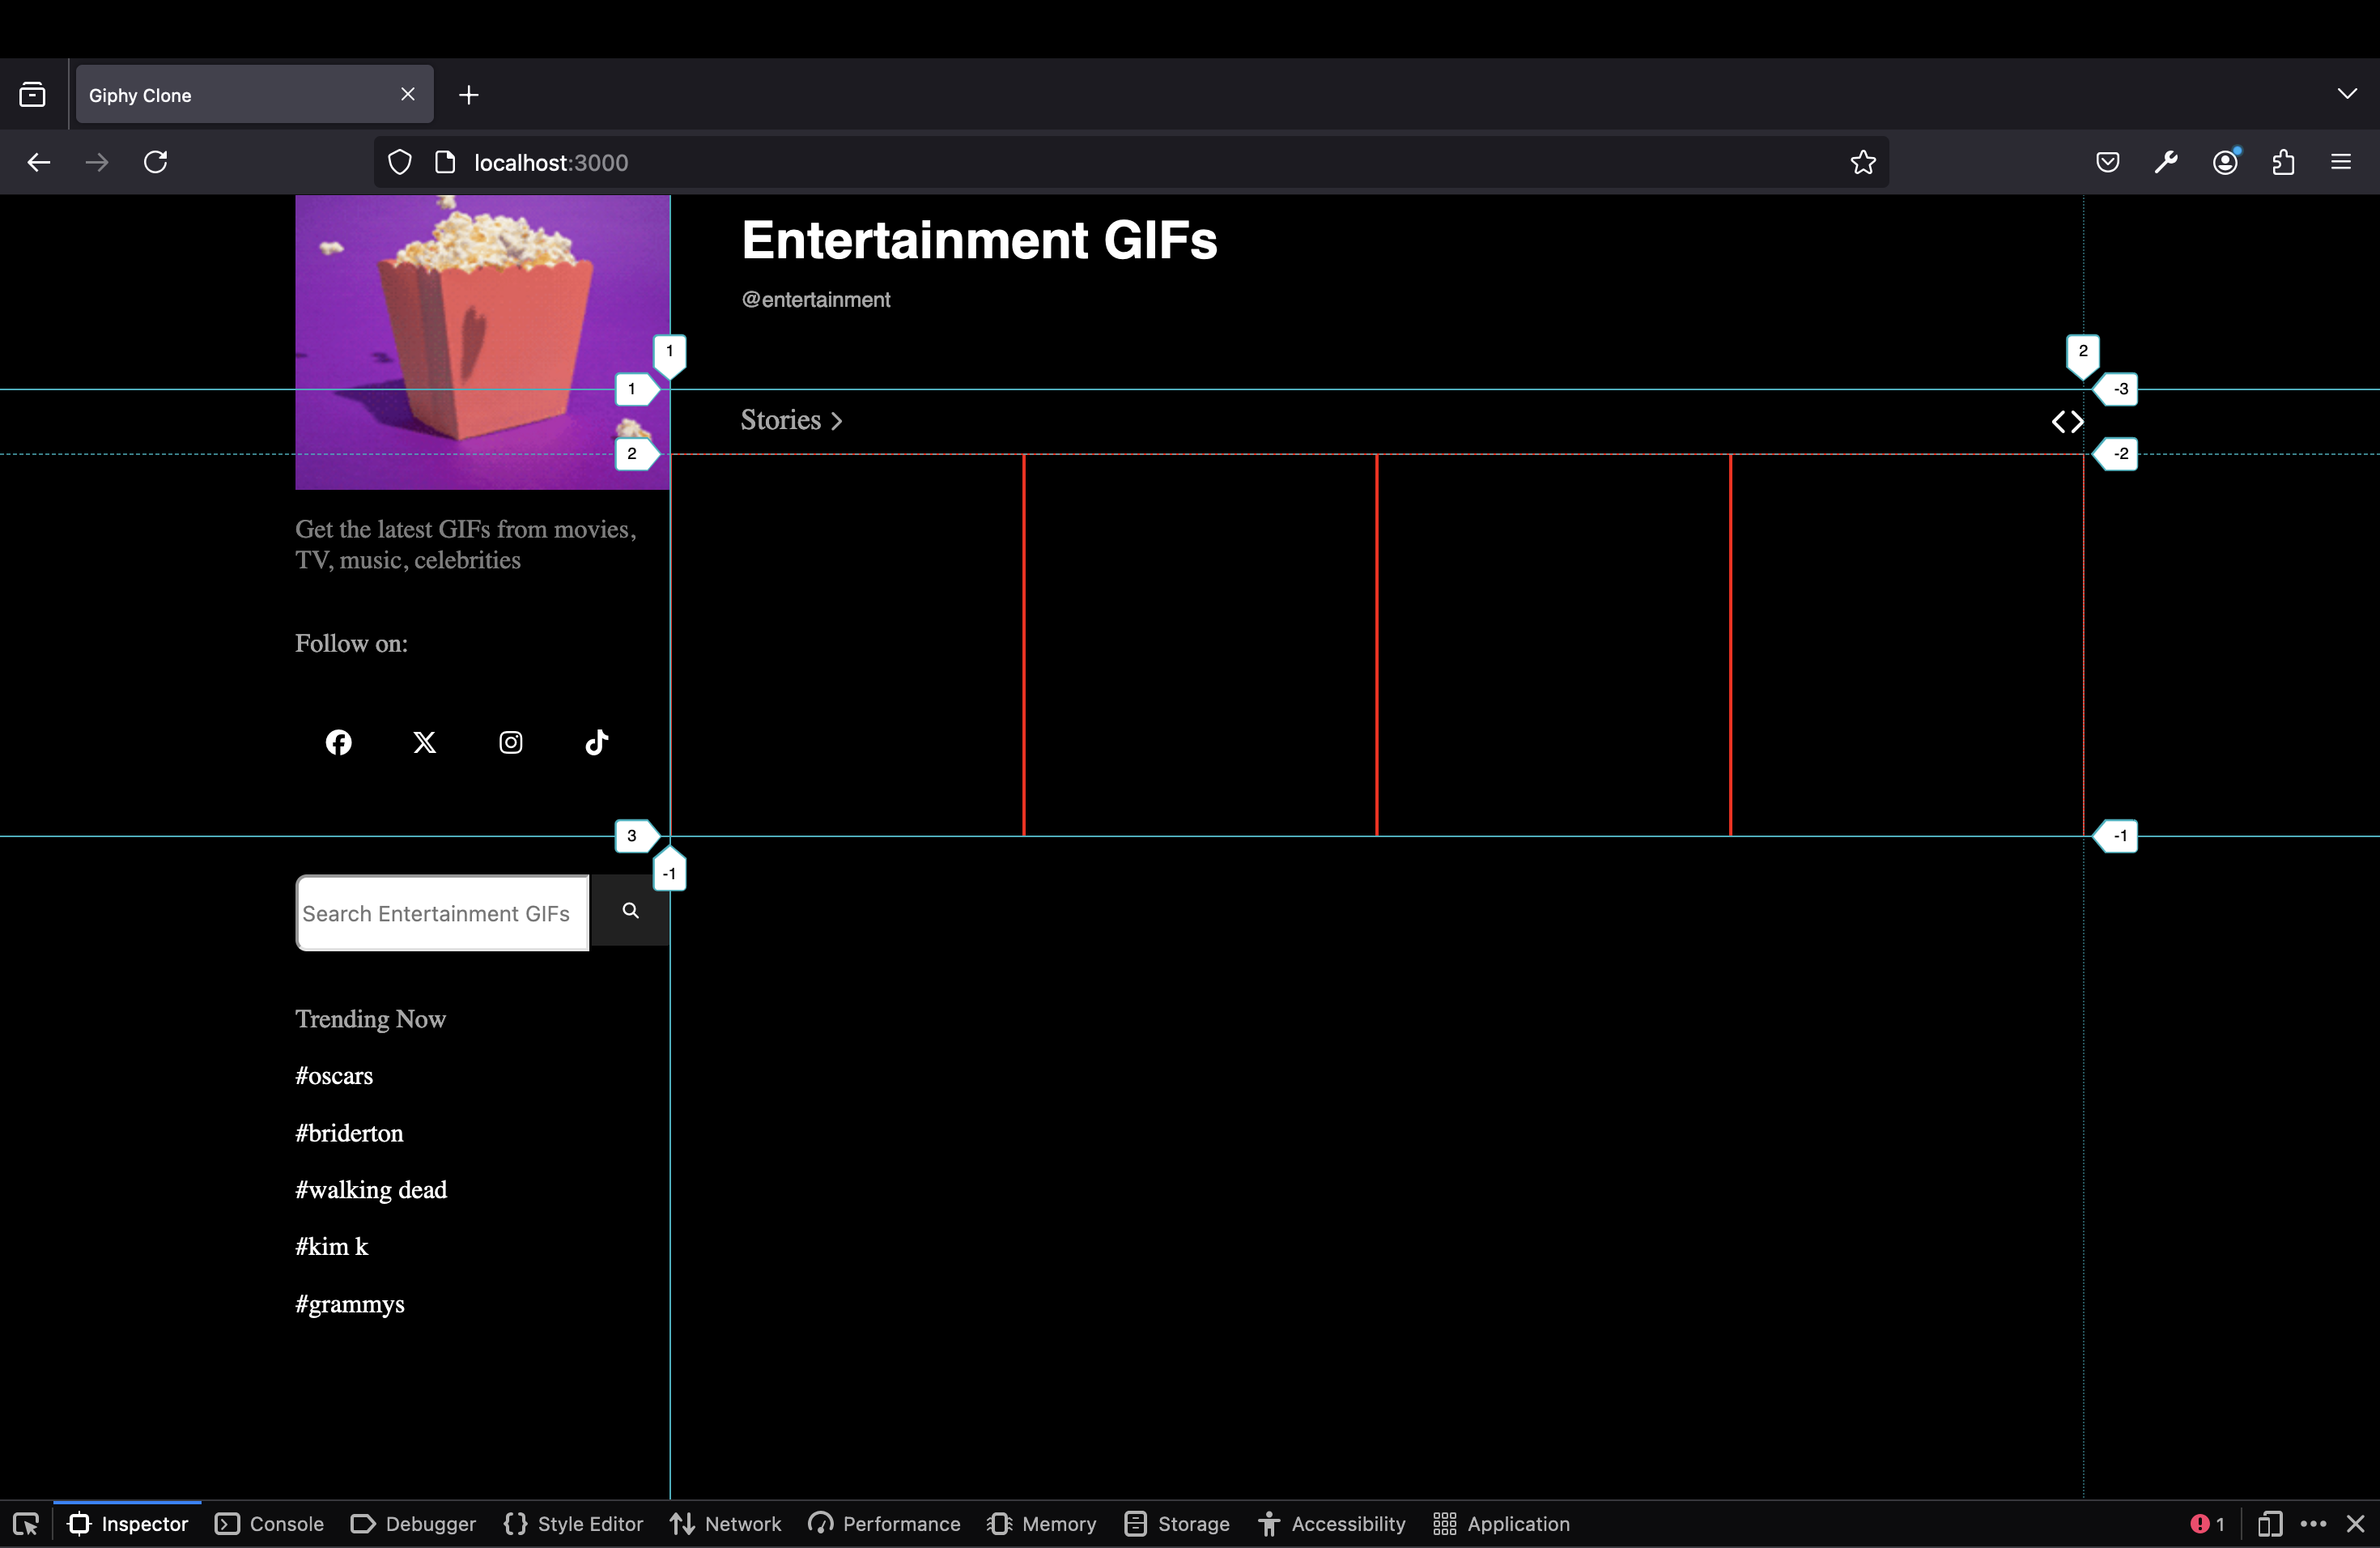 Giphy Clone
localhost:3000
Entertainment GIFs
@entertainment
1
2
1
-3
Stories
2
-2
Get the latest GIFs from movies,
TV, music, celebrities
Follow on:
3
-1
-1
Search Entertainment GIFs
Trending Now
#oscars
#briderton
#walking dead
#kim k
#grammys
Inspector Console Debugger Style Editor Network Performance Memory Storage Accessibility Application 1